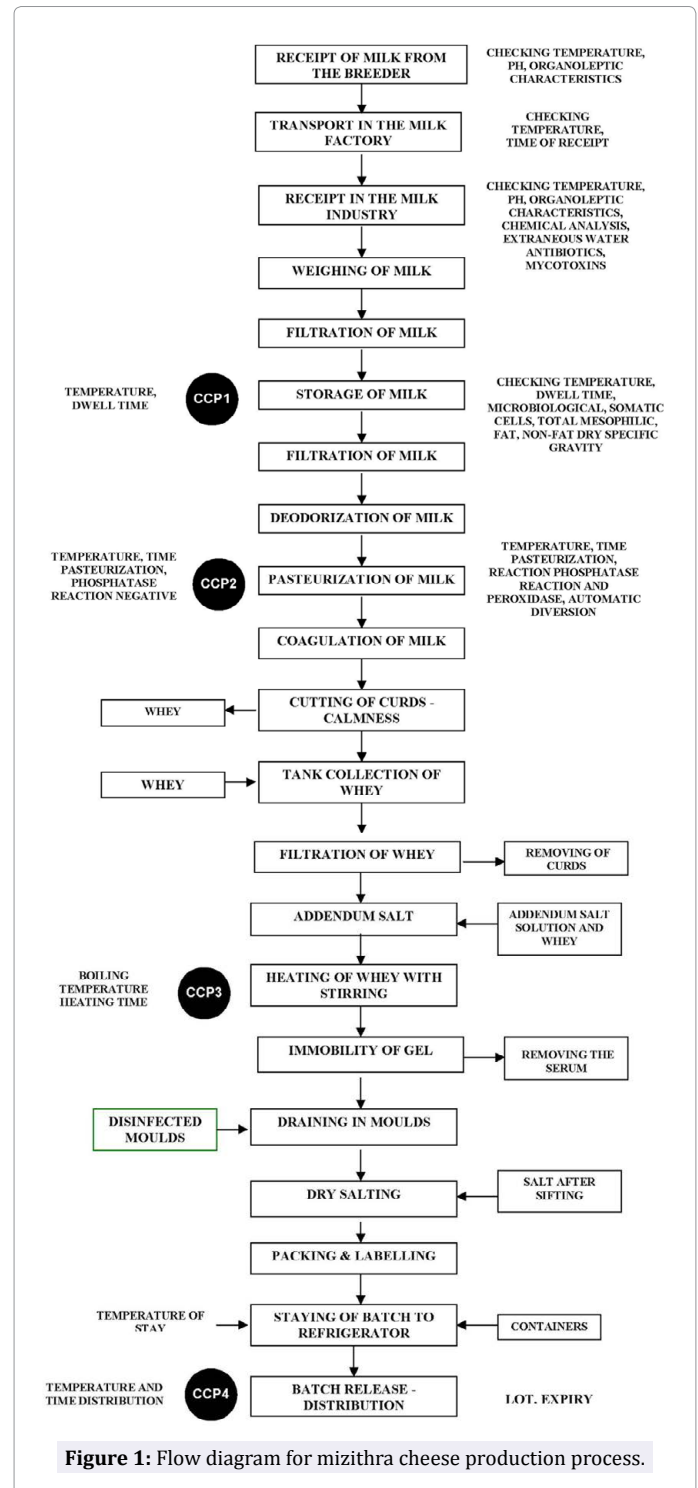 RECEIPT OF MILK FROM
THE BREEDER
CHECKING TEMPERATURE,
PH, ORGANOLEPTIC
CHARACTERISTICS
TRANSPORT IN THE MILK
FACTORY
CHECKING
TEMPERATURE,
TIME OF RECEIPT
RECEIPT IN THE MILK
INDUSTRY
CHECKING TEMPERATURE,
PH, ORGANOLEPTIC
CHARACTERISTICS,
CHEMICAL ANALYSIS,
EXTRANEOUS WATER
ANTIBIOTICS,
MYCOTOXINS
WEIGHING OF MILK
FILTRATION OF MILK
TEMPERATURE,
DWELL TIME
CCP1
STORAGE OF MILK
CHECKING TEMPERATURE,
DWELL TIME,
MICROBIOLOGICAL, SOMATIC
CELLS, TOTAL MESOPHILIC,
FAT, NON-FAT DRY SPECIFIC
GRAVITY
FILTRATION OF MILK
DEODORIZATION OF MILK
TEMPERATURE, TIME
PASTEURIZATION,
PHOSPHATASE
REACTION NEGATIVE
CCP2
PASTEURIZATION OF MILK
TEMPERATURE, TIME
PASTEURIZATION,
REACTION PHOSPHATASE
REACTION AND
PEROXIDASE, AUTOMATIC
DIVERSION
COAGULATION OF MILK
WHEY
CUTTING OF CURDS -
CALMNESS
WHEY
TANK COLLECTION OF
WHEY
FILTRATION OF WHEY
REMOVING OF
CURDS
ADDENDUM SALT
ADDENDUM SALT
SOLUTION AND
WHEY
BOILING
TEMPERATURE
HEATING TIME
CCP3
HEATING OF WHEY WITH
STIRRING
IMMOBILITY OF GEL
REMOVING THE
SERUM
DISINFECTED
MOULDS
DRAINING IN MOULDS
DRY SALTING
SALT AFTER
SIFTING
PACKING & LABELLING
TEMPERATURE OF
STAY
STAYING OF BATCH TO
REFRIGERATOR
CONTAINERS
TEMPERATURE AND
TIME DISTRIBUTION
CCP4
BATCH RELEASE -
DISTRIBUTION
LOT. EXPIRY
Figure 1: Flow diagram for mizithra cheese production process.